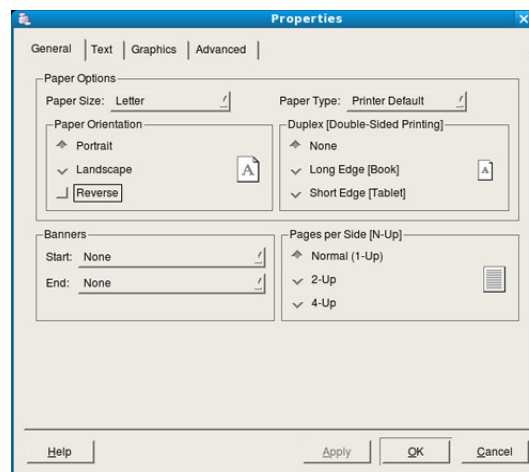 Properties
General Text Graphics Advanced
Paper Options
Paper Size: Letter Paper Type: Printer Default
Paper Orientation
Portrait
Landscape
Reverse
A
Duplex [Double-Sided Printing]
None
Long Edge [Book]
Short Edge [Tablet]
A
Banners
Start: None
End: None
Pages per Side [N-Up]
Normal (1-Up)
2-Up
4-Up
Help Apply OK Cancel